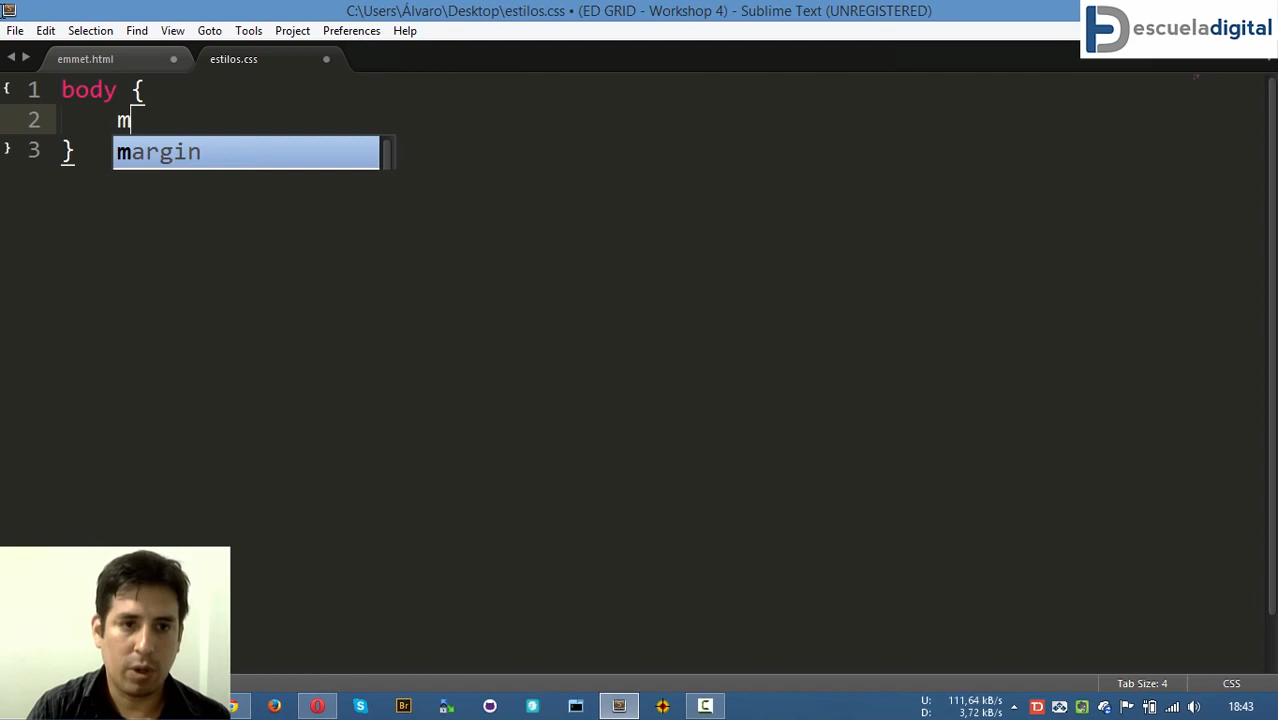 C:\Users\Álvaro\Desktop\estilos.css • (ED GRID - Workshop 4) - Sublime Text (UNREGISTERED)
escueladigital
File Edit Selection Find View Goto Tools Project Preferences Help
emmet.html estilos.css
1 body {
2 m
margin
3 }
Tab Size: 4 CSS
U: 111,64 kB/s
D: 3,72 kB/s
18:43